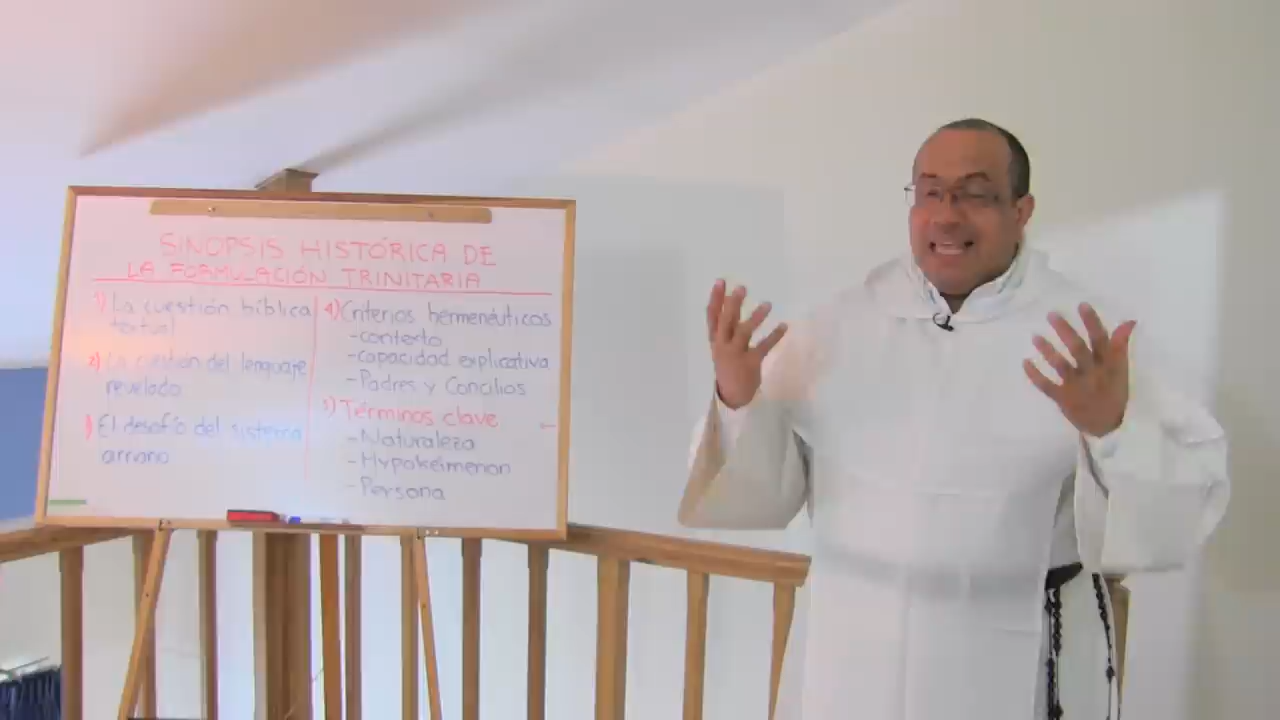 SINOPSIS HISTÓRICA DE
LA FORMULACIÓN TRINITARIA
1) La cuestión bíblica
textual
2) La cuestión del lenguaje
revelado
3) El desafío del sistema
arriano
4) Criterios hermenéuticos
- contexto
- capacidad explicativa
- Padres y Concilios
5) Términos clave
- Naturaleza
- Hypokéimenon
- Persona